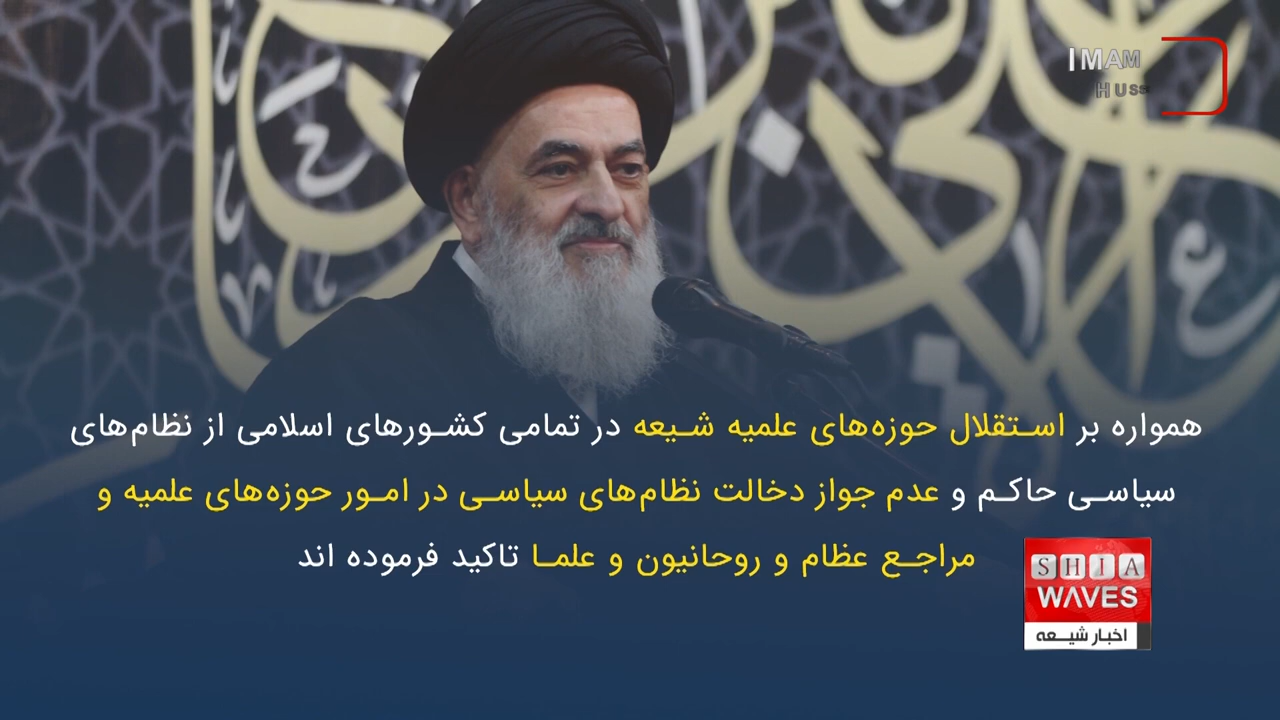 IMAM
HUSS
همواره بر استقلال حوزه‌های علمیه شیعه در تمامی کشورهای اسلامی از نظام‌های
سیاسی حاکم و عدم جواز دخالت نظام‌های سیاسی در امور حوزه‌های علمیه و
مراجع عظام و روحانیون و علما تاکید فرموده اند
SHIA
WAVES
اخبار شیعه